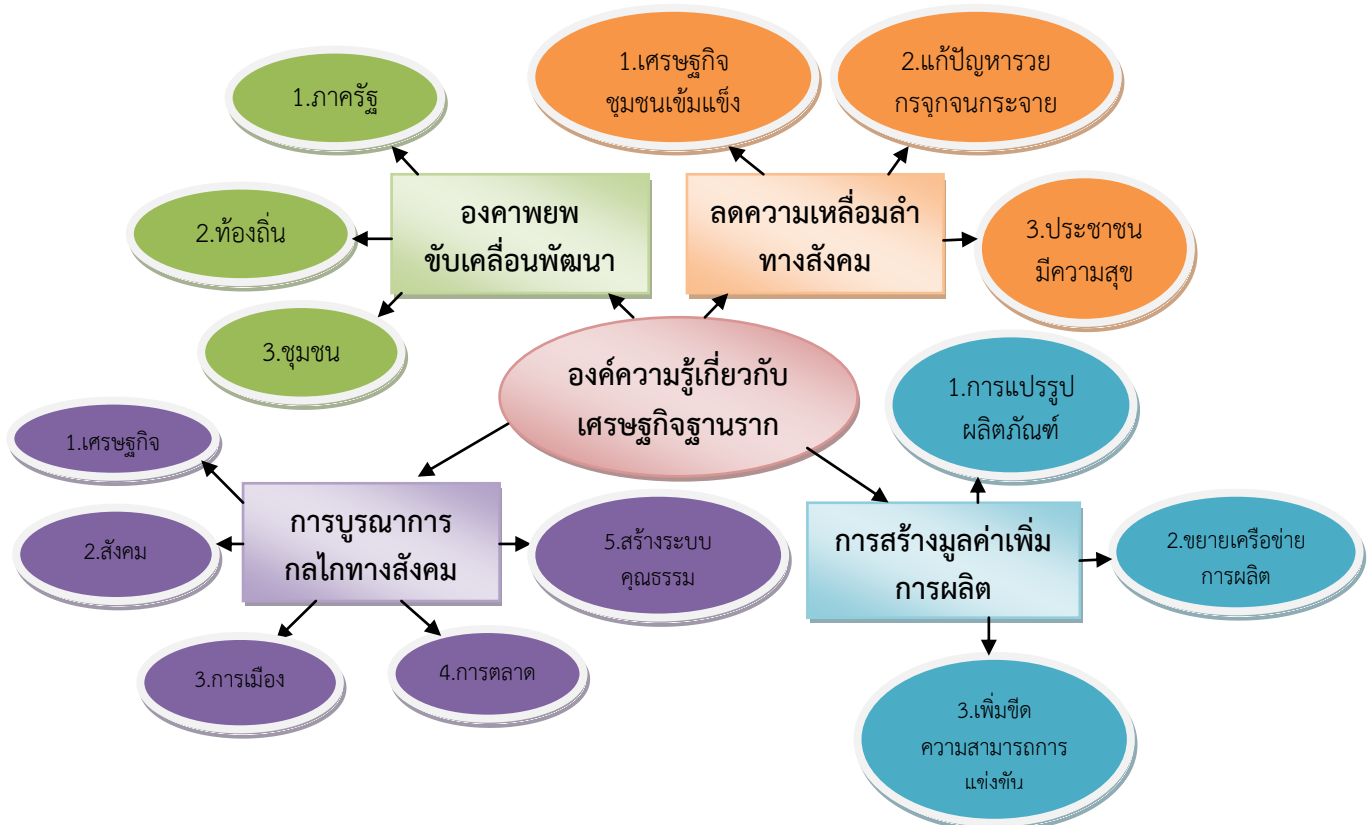 1.ภาครัฐ
2.ท้องถิ่น
3.ชุมชน
องคาพยพ
ขับเคลื่อนพัฒนา
1.เศรษฐกิจ
ชุมชนเข้มแข็ง
2.แก้ปัญหารวย
กรจุกจนกระจาย
3.ประชาชน
มีความสุข
ลดความเหลื่อมลำ
ทางสังคม
องค์ความรู้เกี่ยวกับ
เศรษฐกิจฐานราก
1.เศรษฐกิจ
2.สังคม
3.การเมือง
4.การตลาด
5.สร้างระบบ
คุณธรรม
การบูรณาการ
กลไกทางสังคม
1.การแปรรูป
ผลิตภัณฑ์
2.ขยายเครือข่าย
การผลิต
3.เพิ่มขีด
ความสามารถการ
แข่งขัน
การสร้างมูลค่าเพิ่ม
การผลิต